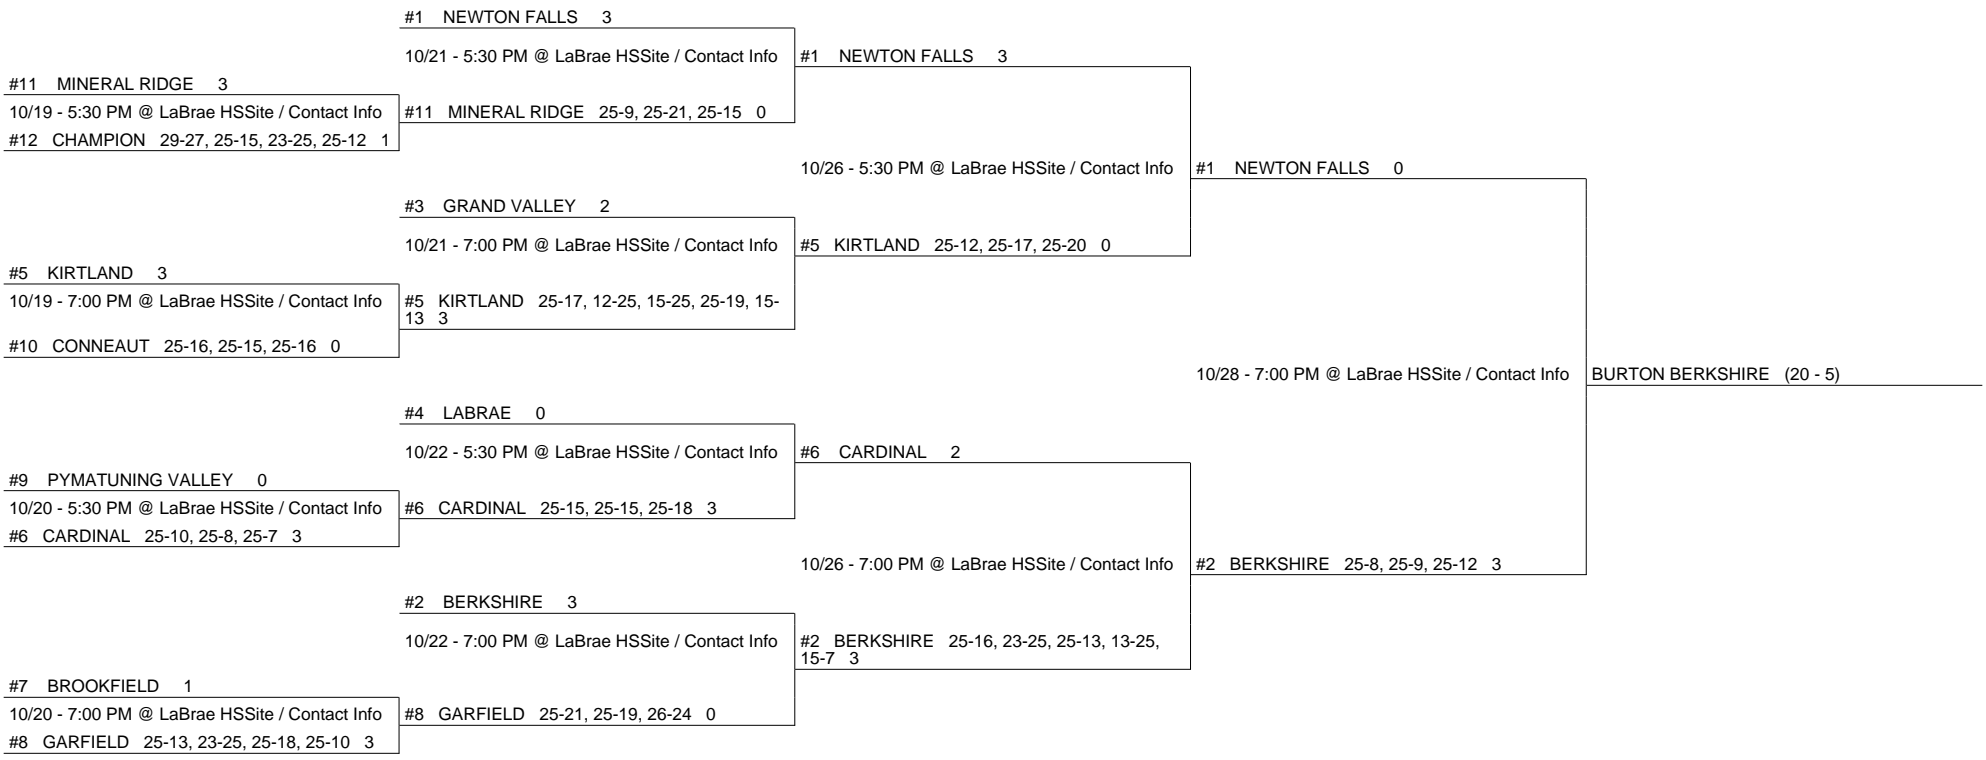 #1 NEWTON FALLS 3
10/21 - 5:30 PM @ LaBrae HSSite / Contact Info
#1 NEWTON FALLS 3
#11 MINERAL RIDGE 3
10/19 - 5:30 PM @ LaBrae HSSite / Contact Info
#11 MINERAL RIDGE 25-9, 25-21, 25-15 0
#12 CHAMPION 29-27, 25-15, 23-25, 25-12 1
10/26 - 5:30 PM @ LaBrae HSSite / Contact Info
#1 NEWTON FALLS 0
#3 GRAND VALLEY 2
10/21 - 7:00 PM @ LaBrae HSSite / Contact Info
#5 KIRTLAND 25-12, 25-17, 25-20 0
#5 KIRTLAND 3
10/19 - 7:00 PM @ LaBrae HSSite / Contact Info
#5 KIRTLAND 25-17, 12-25, 15-25, 25-19, 15-
13 3
#10 CONNEAUT 25-16, 25-15, 25-16 0
10/28 - 7:00 PM @ LaBrae HSSite / Contact Info
BURTON BERKSHIRE (20 - 5)
#4 LABRAE 0
10/22 - 5:30 PM @ LaBrae HSSite / Contact Info
#6 CARDINAL 2
#9 PYMATUNING VALLEY 0
10/20 - 5:30 PM @ LaBrae HSSite / Contact Info
#6 CARDINAL 25-15, 25-15, 25-18 3
#6 CARDINAL 25-10, 25-8, 25-7 3
10/26 - 7:00 PM @ LaBrae HSSite / Contact Info
#2 BERKSHIRE 25-8, 25-9, 25-12 3
#2 BERKSHIRE 3
10/22 - 7:00 PM @ LaBrae HSSite / Contact Info
#2 BERKSHIRE 25-16, 23-25, 25-13, 13-25,
15-7 3
#7 BROOKFIELD 1
10/20 - 7:00 PM @ LaBrae HSSite / Contact Info
#8 GARFIELD 25-21, 25-19, 26-24 0
#8 GARFIELD 25-13, 23-25, 25-18, 25-10 3